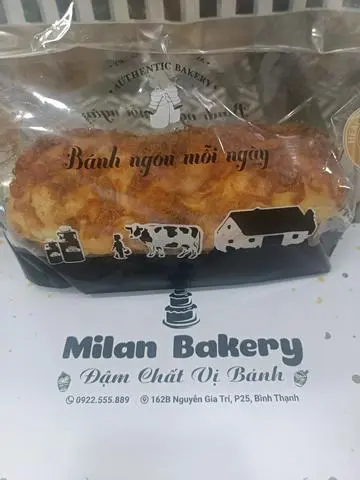 AUTHENTIC BAKERY
Bánh ngon mỗi ngày
Milan Bakery
Đậm Chất Vị Bánh
0922.555.889 162B Nguyễn Gia Trí, P25, Bình Thạnh